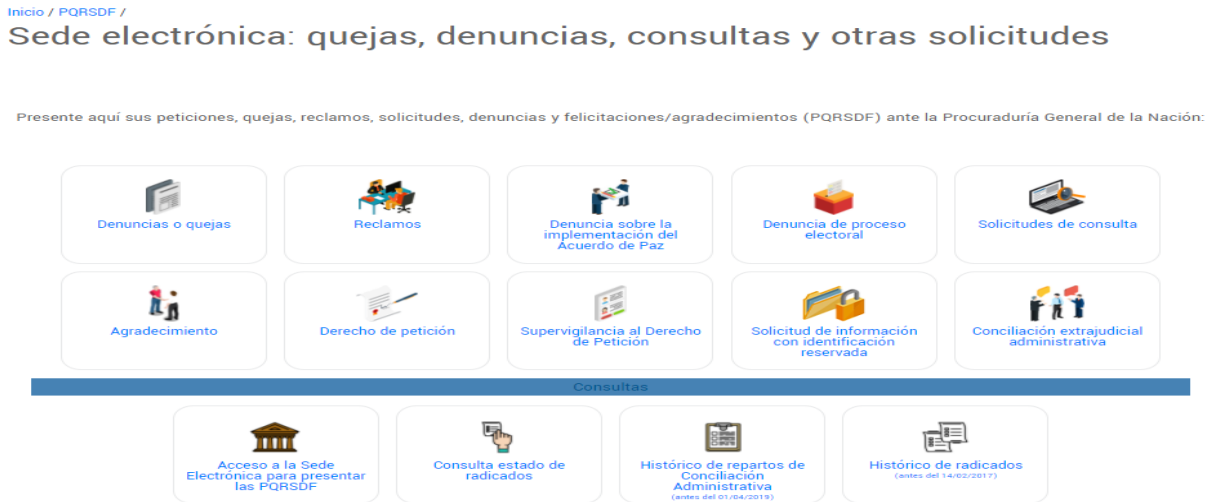 Inicio / PQRSDF /
Sede electrónica: quejas, denuncias, consultas y otras solicitudes
Presente aquí sus peticiones, quejas, reclamos, solicitudes, denuncias y felicitaciones/agradecimientos (PQRSDF) ante la Procuraduría General de la Nación:
Denuncias o quejas
Reclamos
Denuncia sobre la
implementación del
Acuerdo de Paz
Denuncia de proceso
electoral
Solicitudes de consulta
Agradecimiento
Derecho de petición
Supervigilancia al Derecho
de Petición
Solicitud de información
con identificación
reservada
Conciliación extrajudicial
administrativa
Consultas
Acceso a la Sede
Electrónica para presentar
las PQRSDF
Consulta estado de
radicados
Histórico de repartos de
Conciliación
Administrativa
(antes del 01/04/2019)
Histórico de radicados
(antes del 14/02/2017)